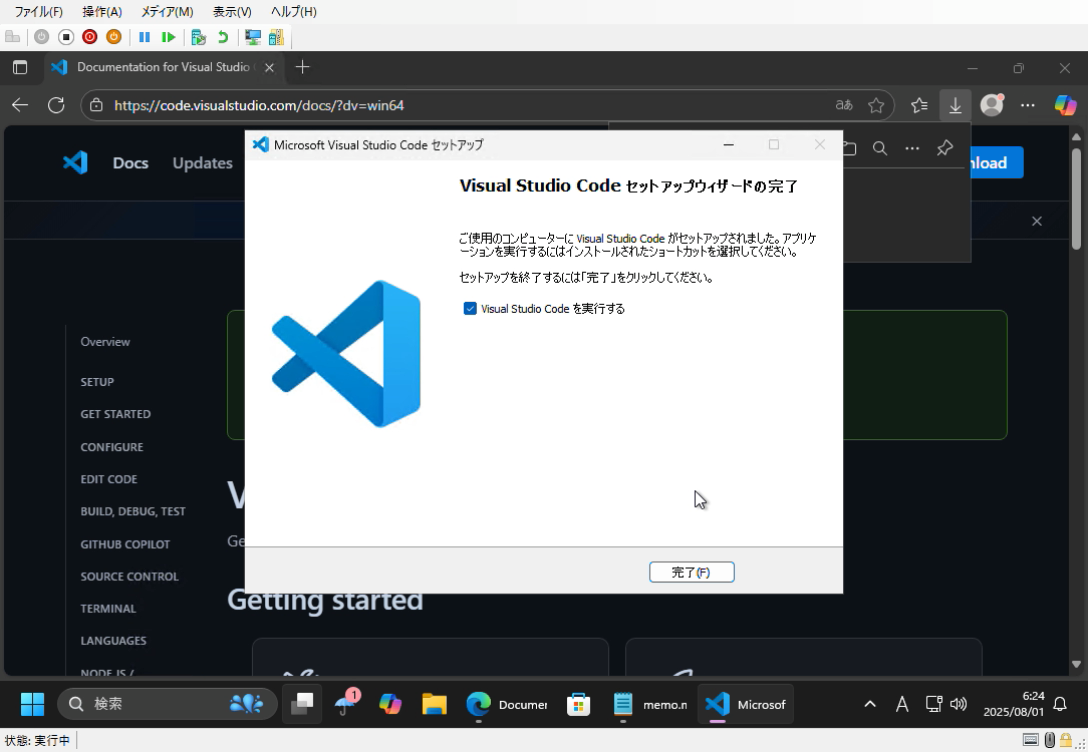 ファイル(F) 操作(A) メディア(M) 表示(V) ヘルプ(H)
Documentation for Visual Studio
https://code.visualstudio.com/docs/?dv=win64
aあ
Microsoft Visual Studio Code セットアップ
Docs Updates
nload
Visual Studio Code セットアップウィザードの完了
ご使用のコンピューターに Visual Studio Code がセットアップされました。アプリケ
ーションを実行するにはインストールされたショートカットを選択してください。
セットアップを終了するには「完了」をクリックしてください。
Visual Studio Code を実行する
Overview
SETUP
GET STARTED
CONFIGURE
EDIT CODE
BUILD, DEBUG, TEST
GITHUB COPILOT
SOURCE CONTROL
TERMINAL
LANGUAGES
NODE.JS /
V
Ge
Getting started
完了(F)
検索
1
Documer
memo.n
Microsof
A
6:24
2025/08/01
状態: 実行中